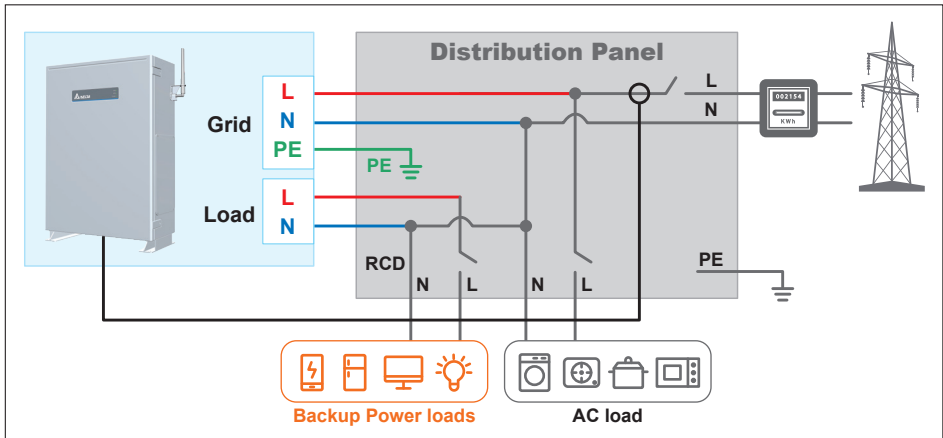 Distribution Panel
Grid
L
N
PE
PE
L
N
002154
KWh
Load
L
N
RCD
N
L
N
L
PE
Backup Power loads
AC load